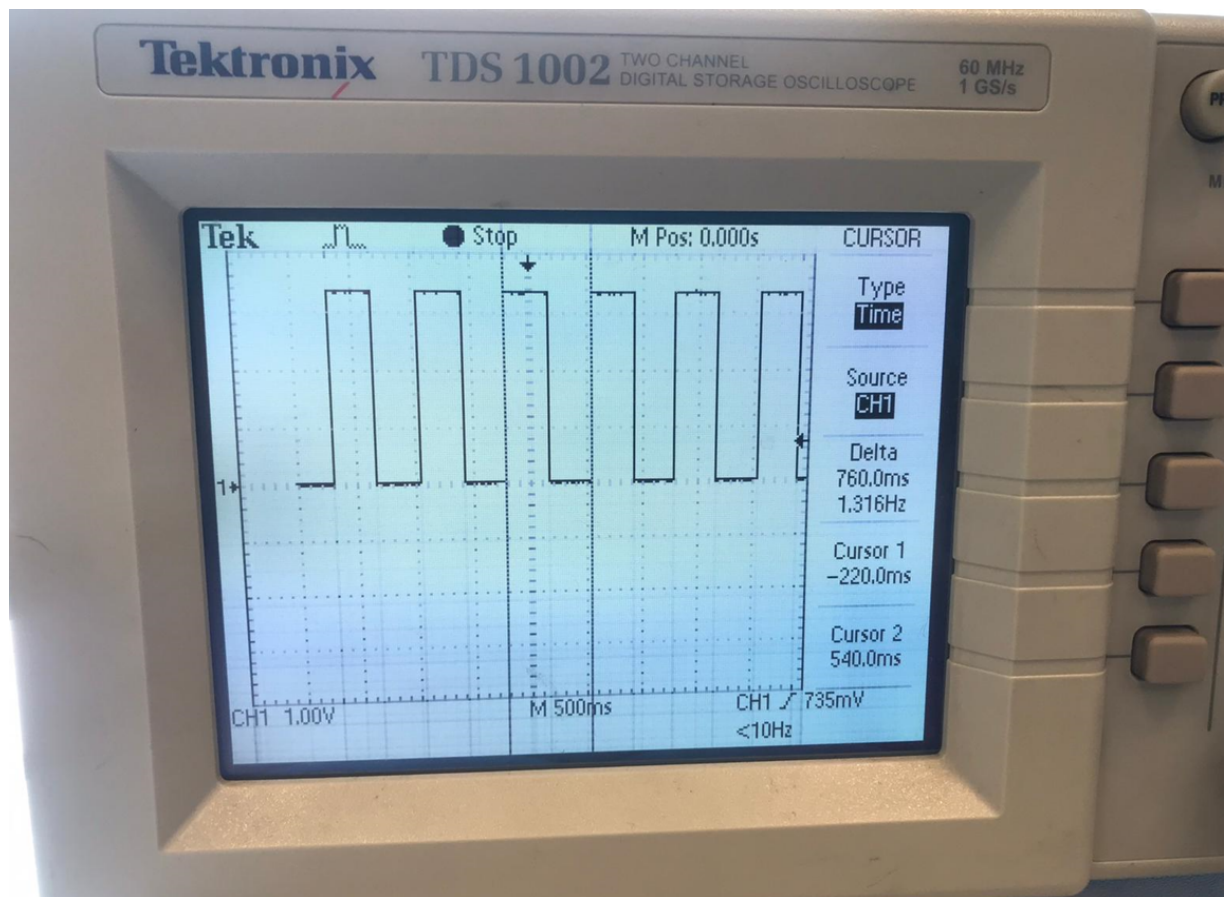 Tektronix TDS 1002 TWO CHANNEL
DIGITAL STORAGE OSCILLOSCOPE
60 MHz
1 GS/s
Tek Stop M Pos: 0.000s CURSOR
Type
Time
Source
CH1
Delta
760.0ms
1.316Hz
Cursor 1
-220.0ms
Cursor 2
540.0ms
1
CH1 1.00V M 500ms CH1 735mV
<10Hz